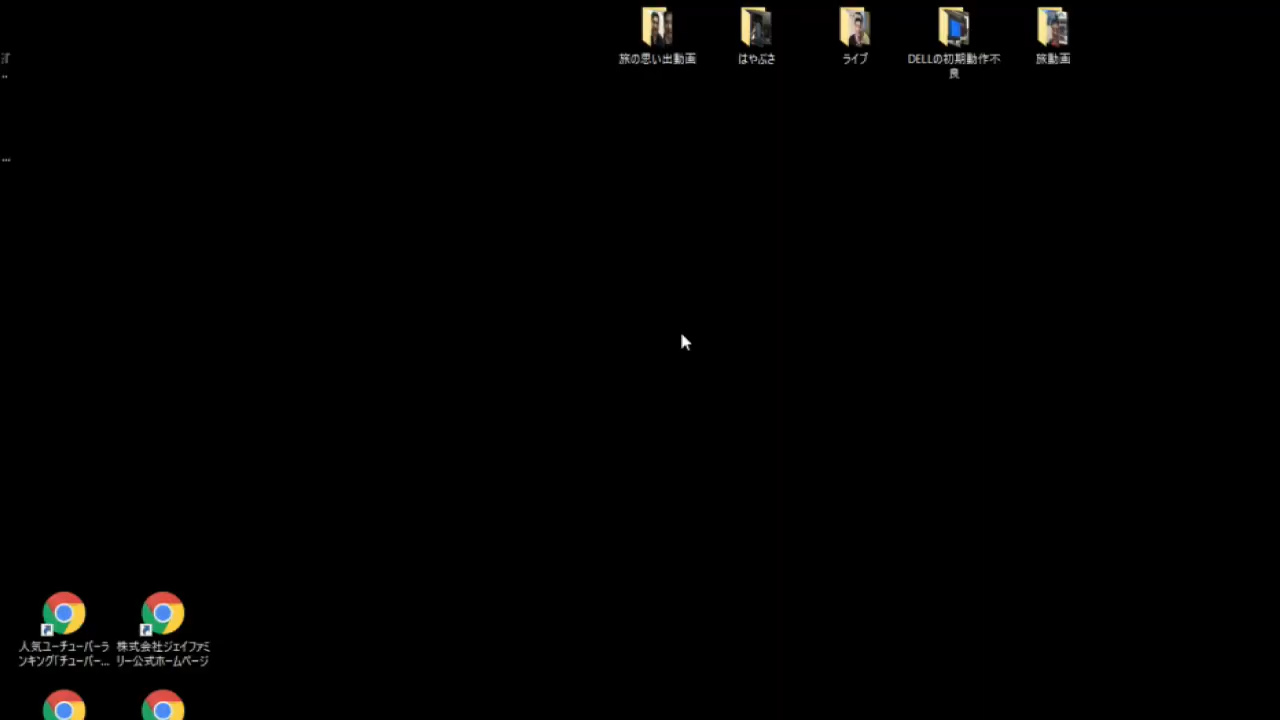 旅の思い出動画
はやぶさ
ライブ
DELLの初期動作不
良
旅動画
...
人気ユーチューバーラ
ンキング「チューバー...
株式会社ジェイファミ
リー公式ホームページ